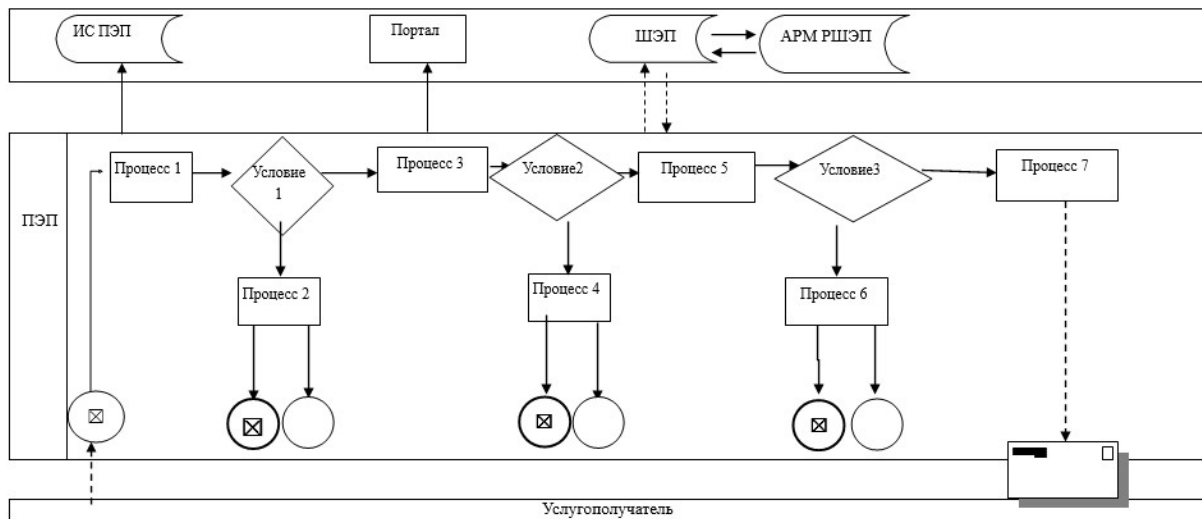 ИС ПЭП
Портал
ШЭП
АРМ РШЭП
ПЭП
Процесс 1
Условие
1
Процесс 3
Условие2
Процесс 5
Условие3
Процесс 7
Процесс 2
Процесс 4
Процесс 6
Услугополучатель